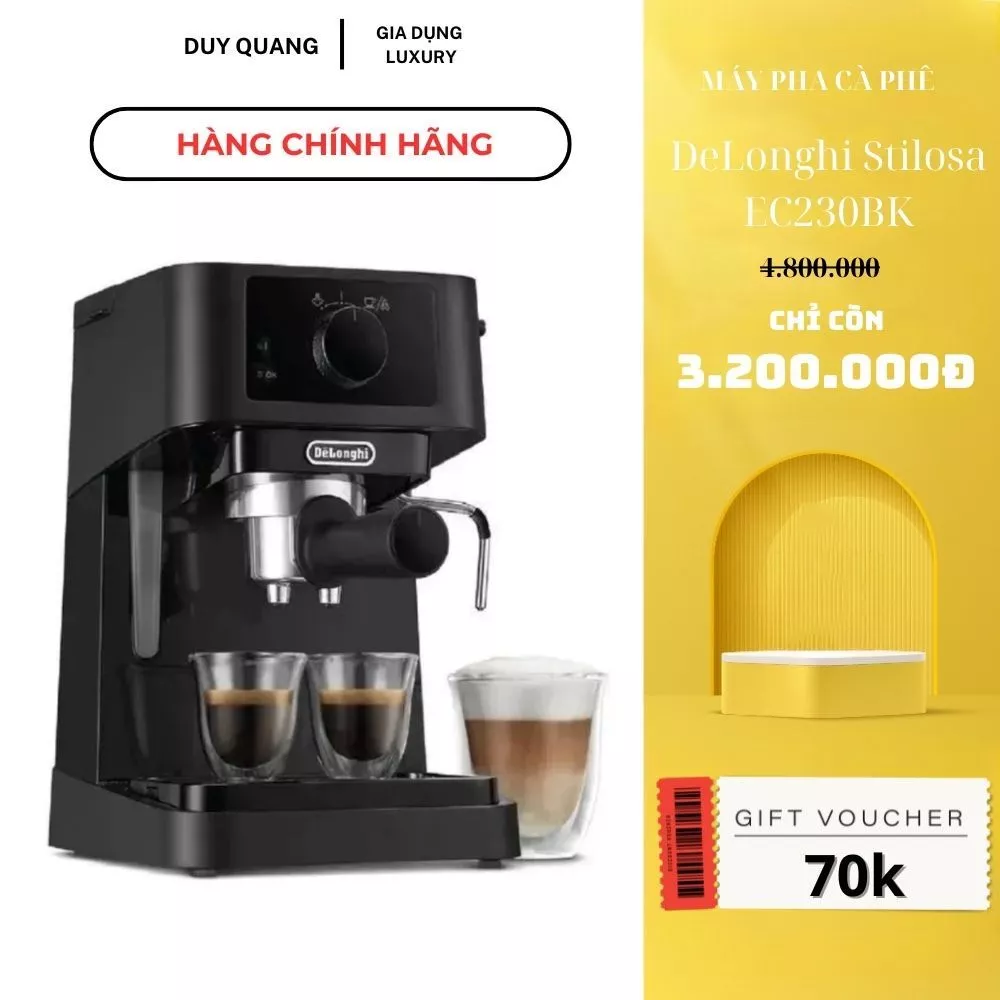 DUY QUANG
GIA DỤNG
LUXURY
HÀNG CHÍNH HÃNG
MÁY PHA CÀ PHÊ
DeLonghi Stilosa
EC230BK
4.800.000
CHỈ CÒN
3.200.000Đ
OK
DeLonghi
GIFT VOUCHER
70k